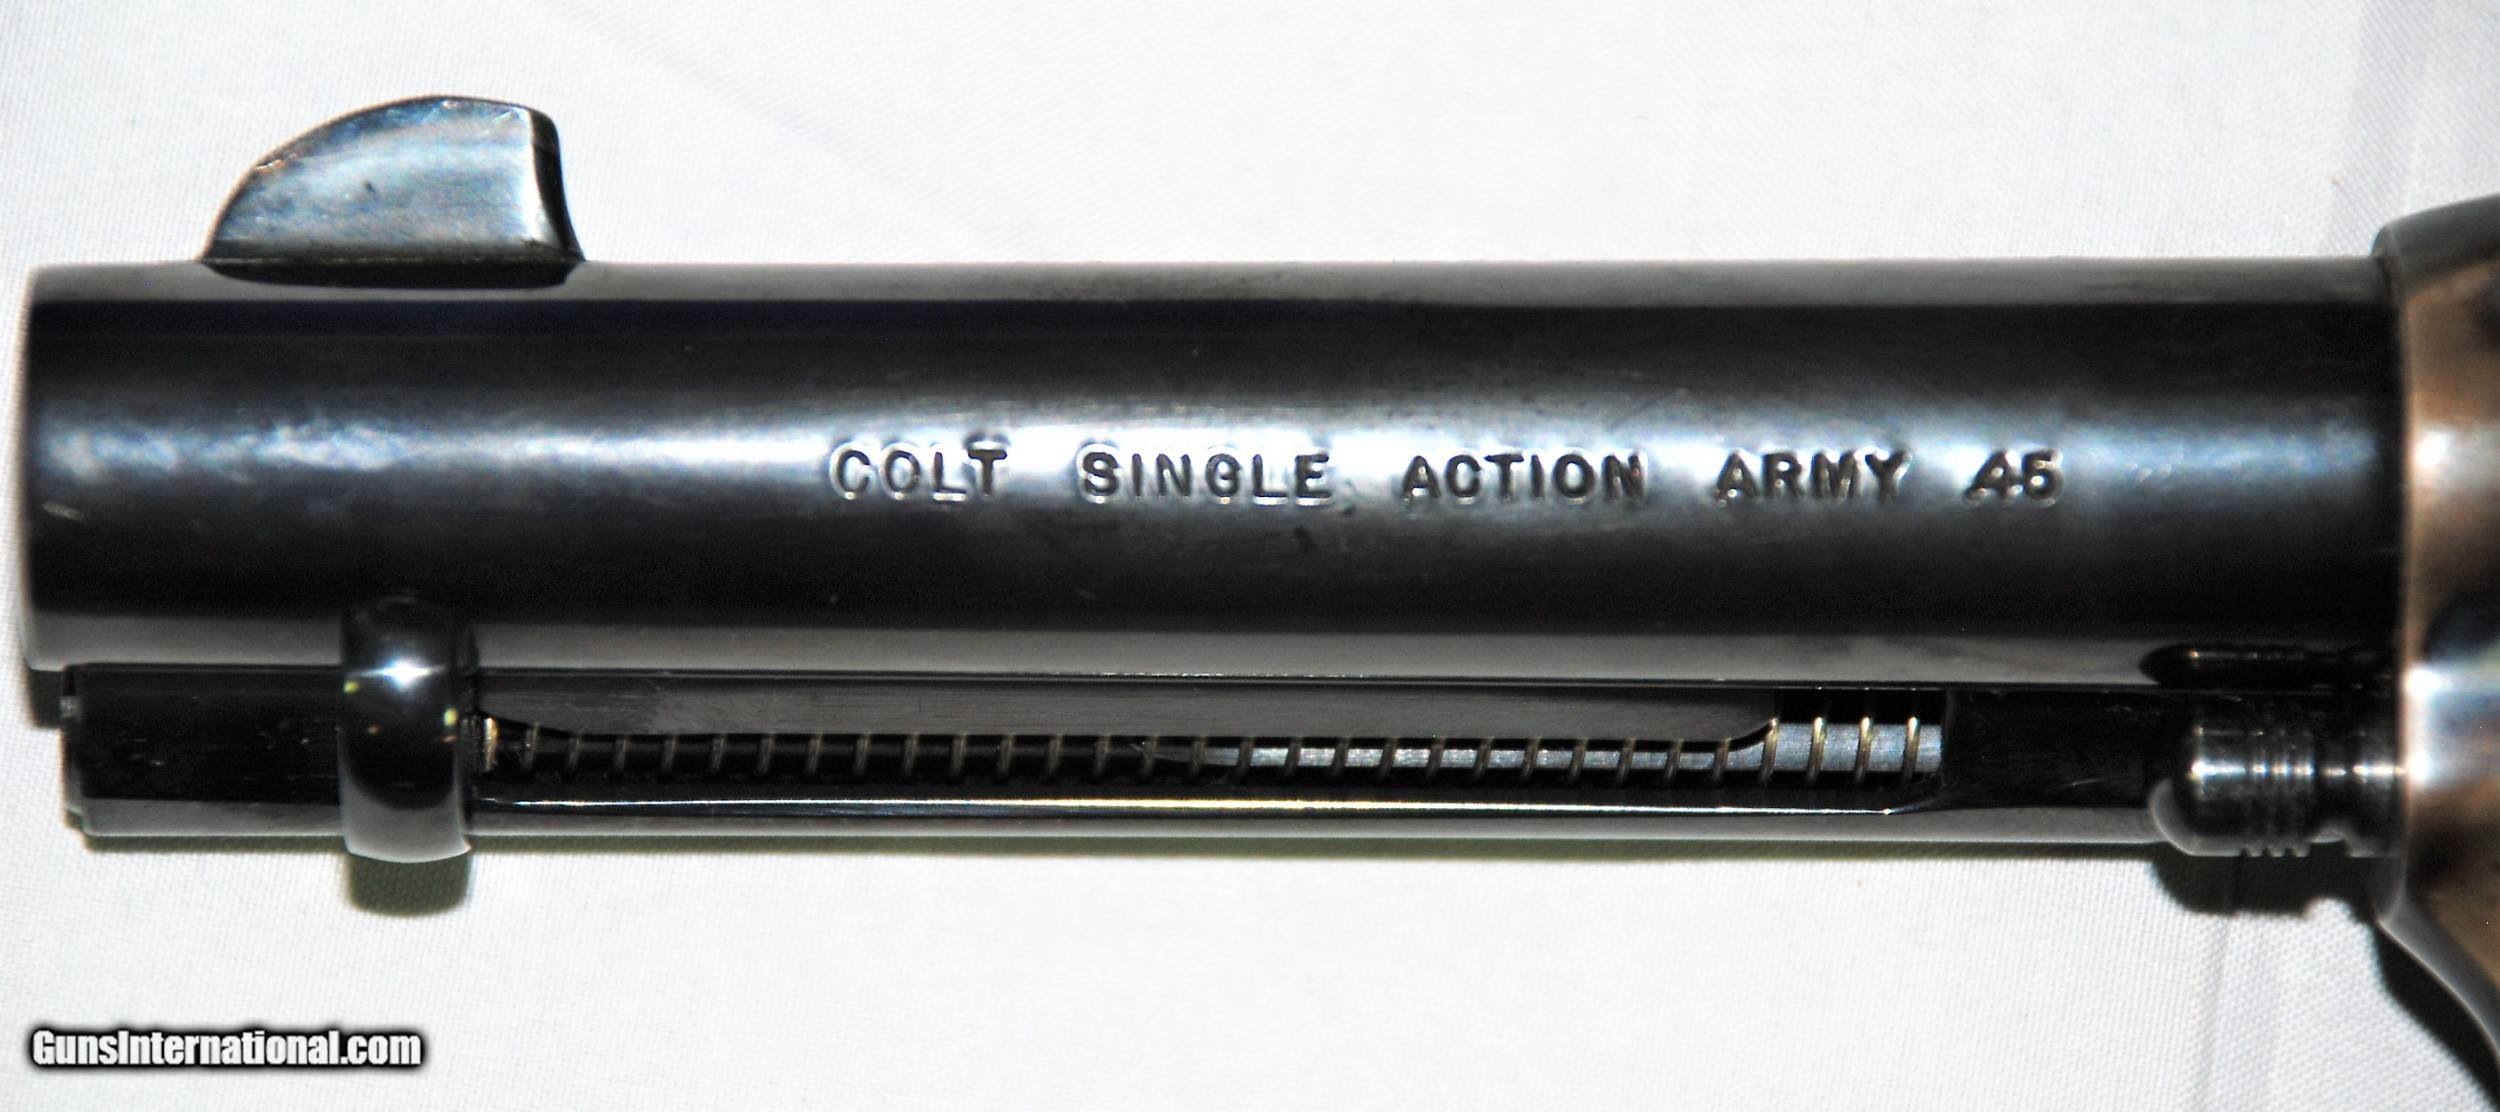 COLT SINGLE ACTION ARMY .45
GunsInternational.com